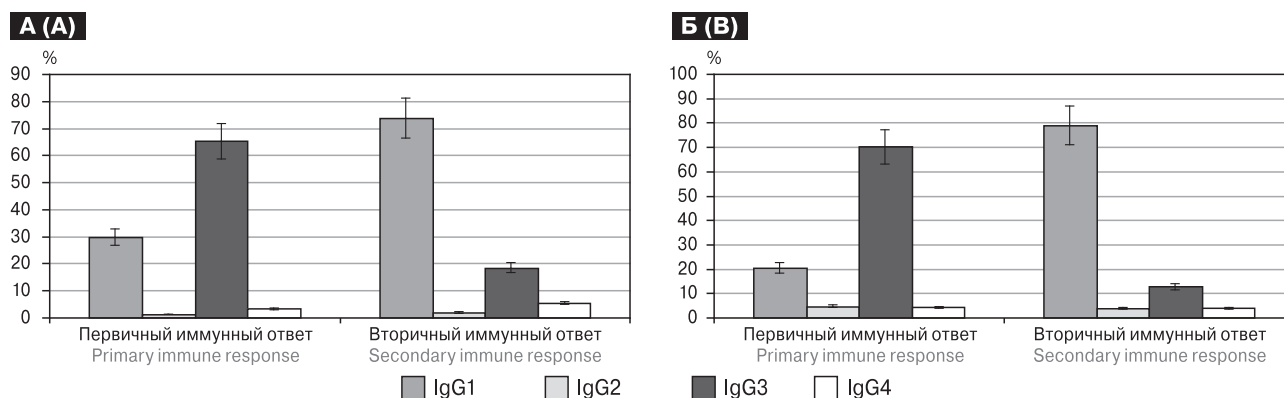 А (A)
%
90
80
70
60
50
40
30
20
10
0
Первичный иммунный ответ
Primary immune response
Вторичный иммунный ответ
Secondary immune response
Б (B)
%
100
90
80
70
60
50
40
30
20
10
0
Первичный иммунный ответ
Primary immune response
Вторичный иммунный ответ
Secondary immune response
IgG1 IgG2 IgG3 IgG4